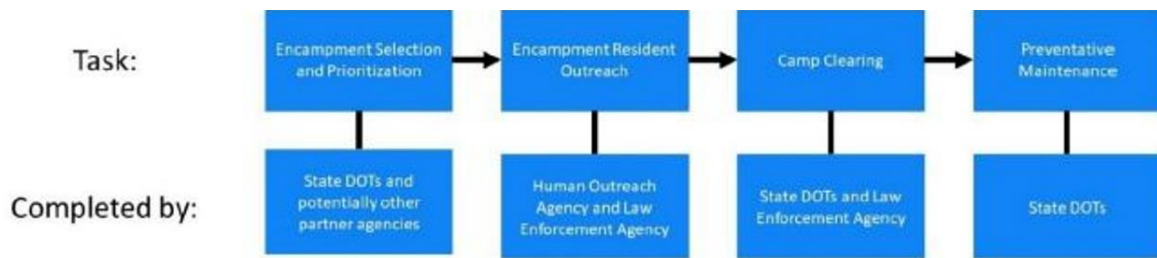 Task:
Encampment Selection
and Prioritization
Encampment Resident
Outreach
Camp Clearing
Preventative
Maintenance
Completed by:
State DOTs and
potentially other
partner agencies
Human Outreach
Agency and Law
Enforcement Agency
State DOTs and Law
Enforcement Agency
State DOTs